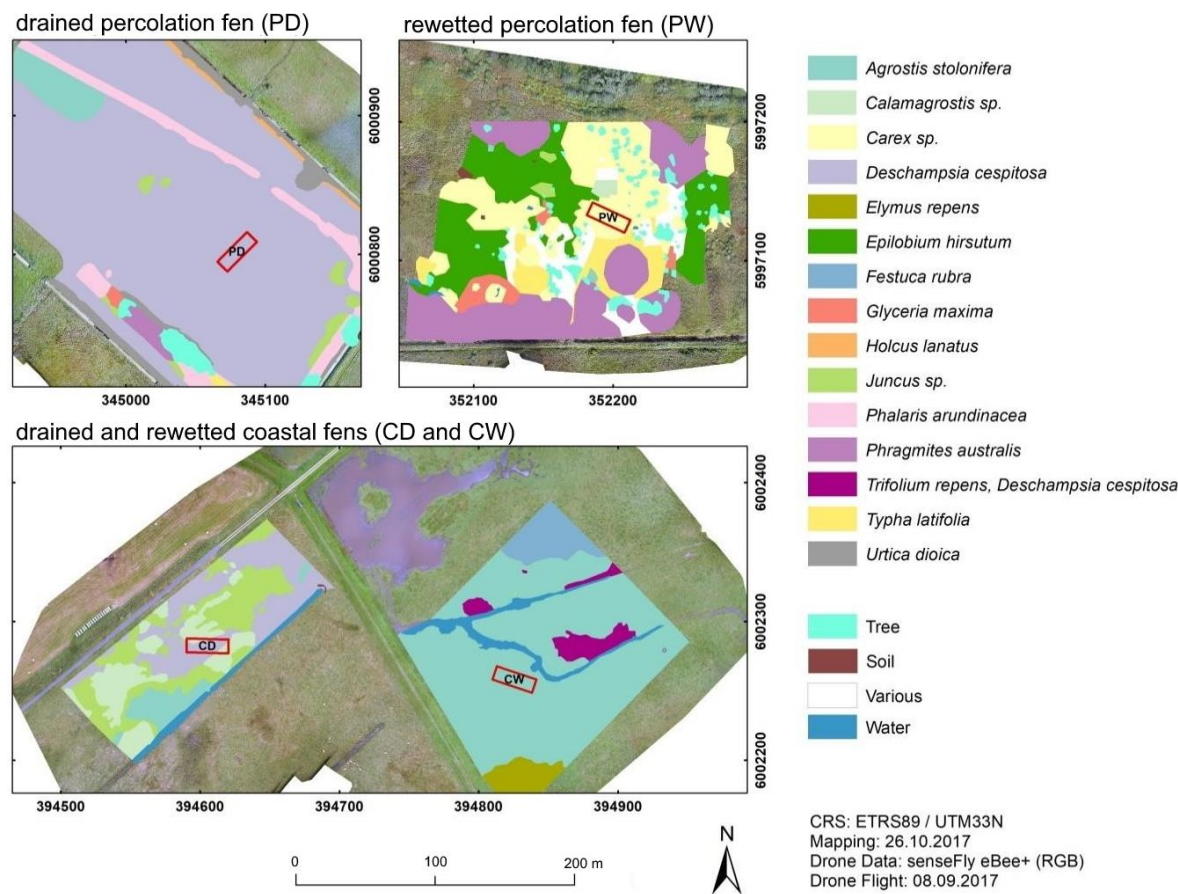 drained percolation fen (PD)
rewetted percolation fen (PW)
PD
6000900
6000800
345000
345100
PW
5997200
5997100
352100
352200
drained and rewetted coastal fens (CD and CW)
CD
CW
6002400
6002300
6002200
394500
394600
394700
394800
394900
Agrostis stolonifera
Calamagrostis sp.
Carex sp.
Deschampsia cespitosa
Elymus repens
Epilobium hirsutum
Festuca rubra
Glyceria maxima
Holcus lanatus
Juncus sp.
Phalaris arundinacea
Phragmites australis
Trifolium repens, Deschampsia cespitosa
Typha latifolia
Urtica dioica
Tree
Soil
Various
Water
0
100
200 m
N
CRS: ETRS89 / UTM33N
Mapping: 26.10.2017
Drone Data: senseFly eBee+ (RGB)
Drone Flight: 08.09.2017